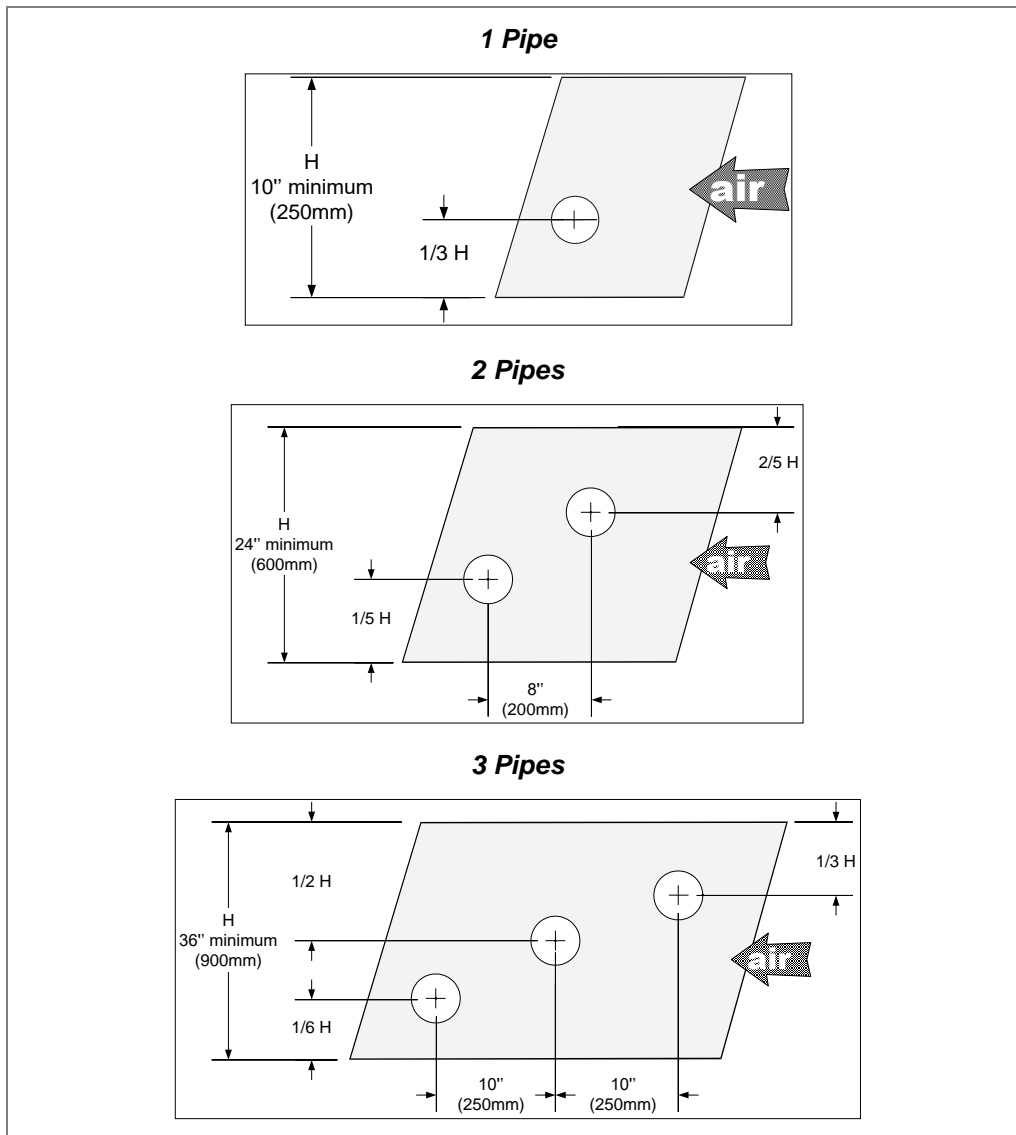 1 Pipe
H
10'' minimum
(250mm)
1/3 H
air
2 Pipes
2/5 H
H
24'' minimum
(600mm)
air
1/5 H
8''
(200mm)
3 Pipes
1/2 H
1/3 H
H
36'' minimum
(900mm)
air
1/6 H
10''
(250mm)
10''
(250mm)